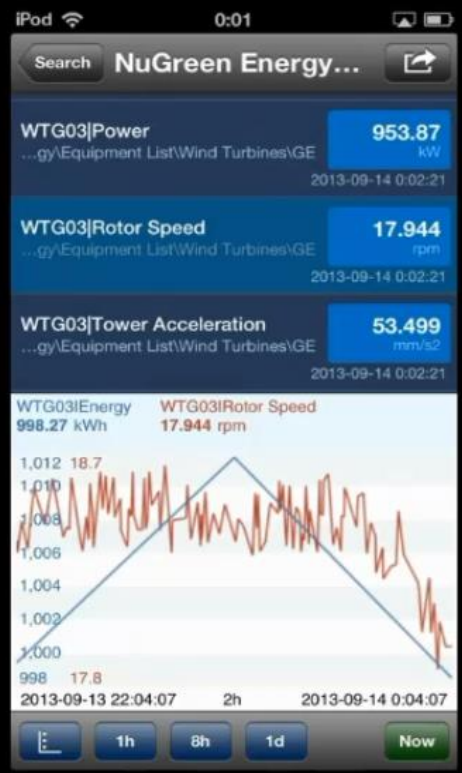 iPod 0:01
Search NuGreen Energy...
WTG03|Power
953.87
...gy\Equipment List\Wind Turbines\GE
kW
2013-09-14 0:02:21
WTG03|Rotor Speed
17.944
...gy\Equipment List\Wind Turbines\GE
rpm
2013-09-14 0:02:21
WTG03|Tower Acceleration
53.499
...gy\Equipment List\Wind Turbines\GE
mm/s2
2013-09-14 0:02:21
WTG03|Energy WTG03|Rotor Speed
998.27 kWh 17.944 rpm
1,012 18.7
1,010
1,008
1,006
1,004
1,002
1,000
998 17.8
2013-09-13 22:04:07 2h 2013-09-14 0:04:07
1h 8h 1d Now